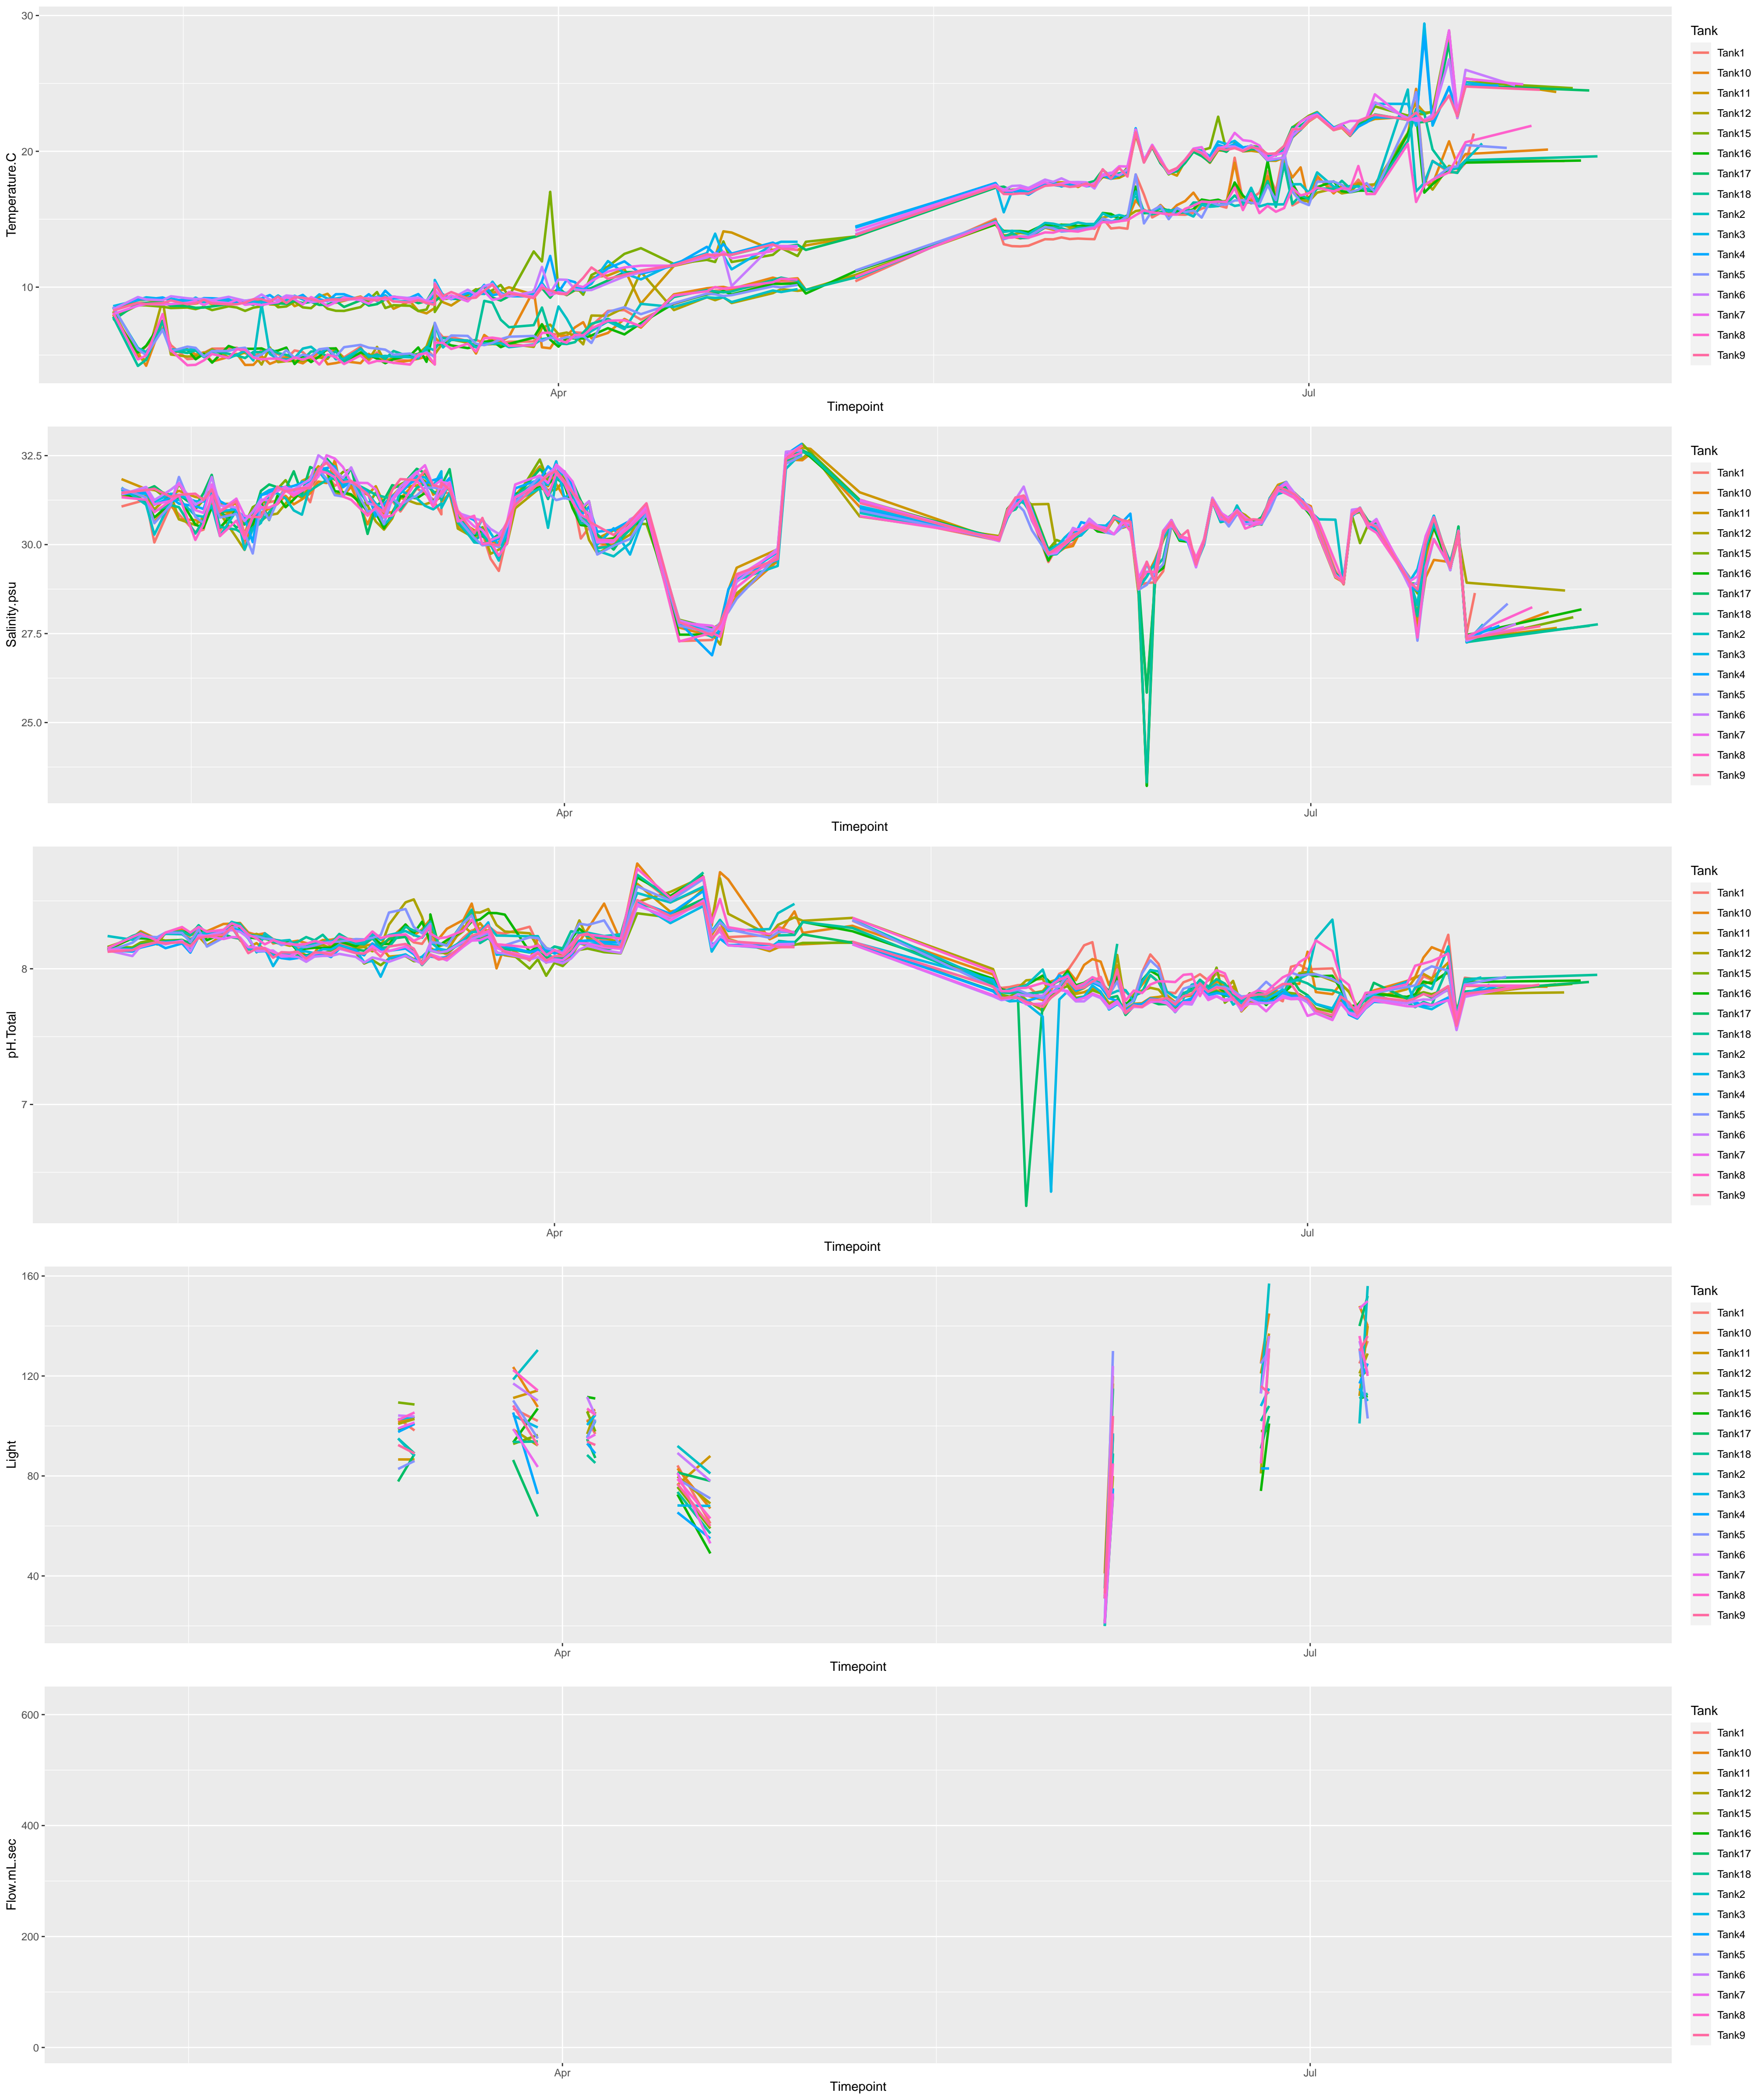 30
20
10
Temperature.C
Apr
Jul
Timepoint
Tank
Tank1
Tank10
Tank11
Tank12
Tank15
Tank16
Tank17
Tank18
Tank2
Tank3
Tank4
Tank5
Tank6
Tank7
Tank8
Tank9
32.5
30.0
27.5
25.0
Salinity.psu
Apr
Jul
Timepoint
Tank
Tank1
Tank10
Tank11
Tank12
Tank15
Tank16
Tank17
Tank18
Tank2
Tank3
Tank4
Tank5
Tank6
Tank7
Tank8
Tank9
8
7
pH.Total
Apr
Jul
Timepoint
Tank
Tank1
Tank10
Tank11
Tank12
Tank15
Tank16
Tank17
Tank18
Tank2
Tank3
Tank4
Tank5
Tank6
Tank7
Tank8
Tank9
160
120
80
40
Light
Apr
Jul
Timepoint
Tank
Tank1
Tank10
Tank11
Tank12
Tank15
Tank16
Tank17
Tank18
Tank2
Tank3
Tank4
Tank5
Tank6
Tank7
Tank8
Tank9
600
400
200
0
Flow.mL.sec
Apr
Jul
Timepoint
Tank
Tank1
Tank10
Tank11
Tank12
Tank15
Tank16
Tank17
Tank18
Tank2
Tank3
Tank4
Tank5
Tank6
Tank7
Tank8
Tank9